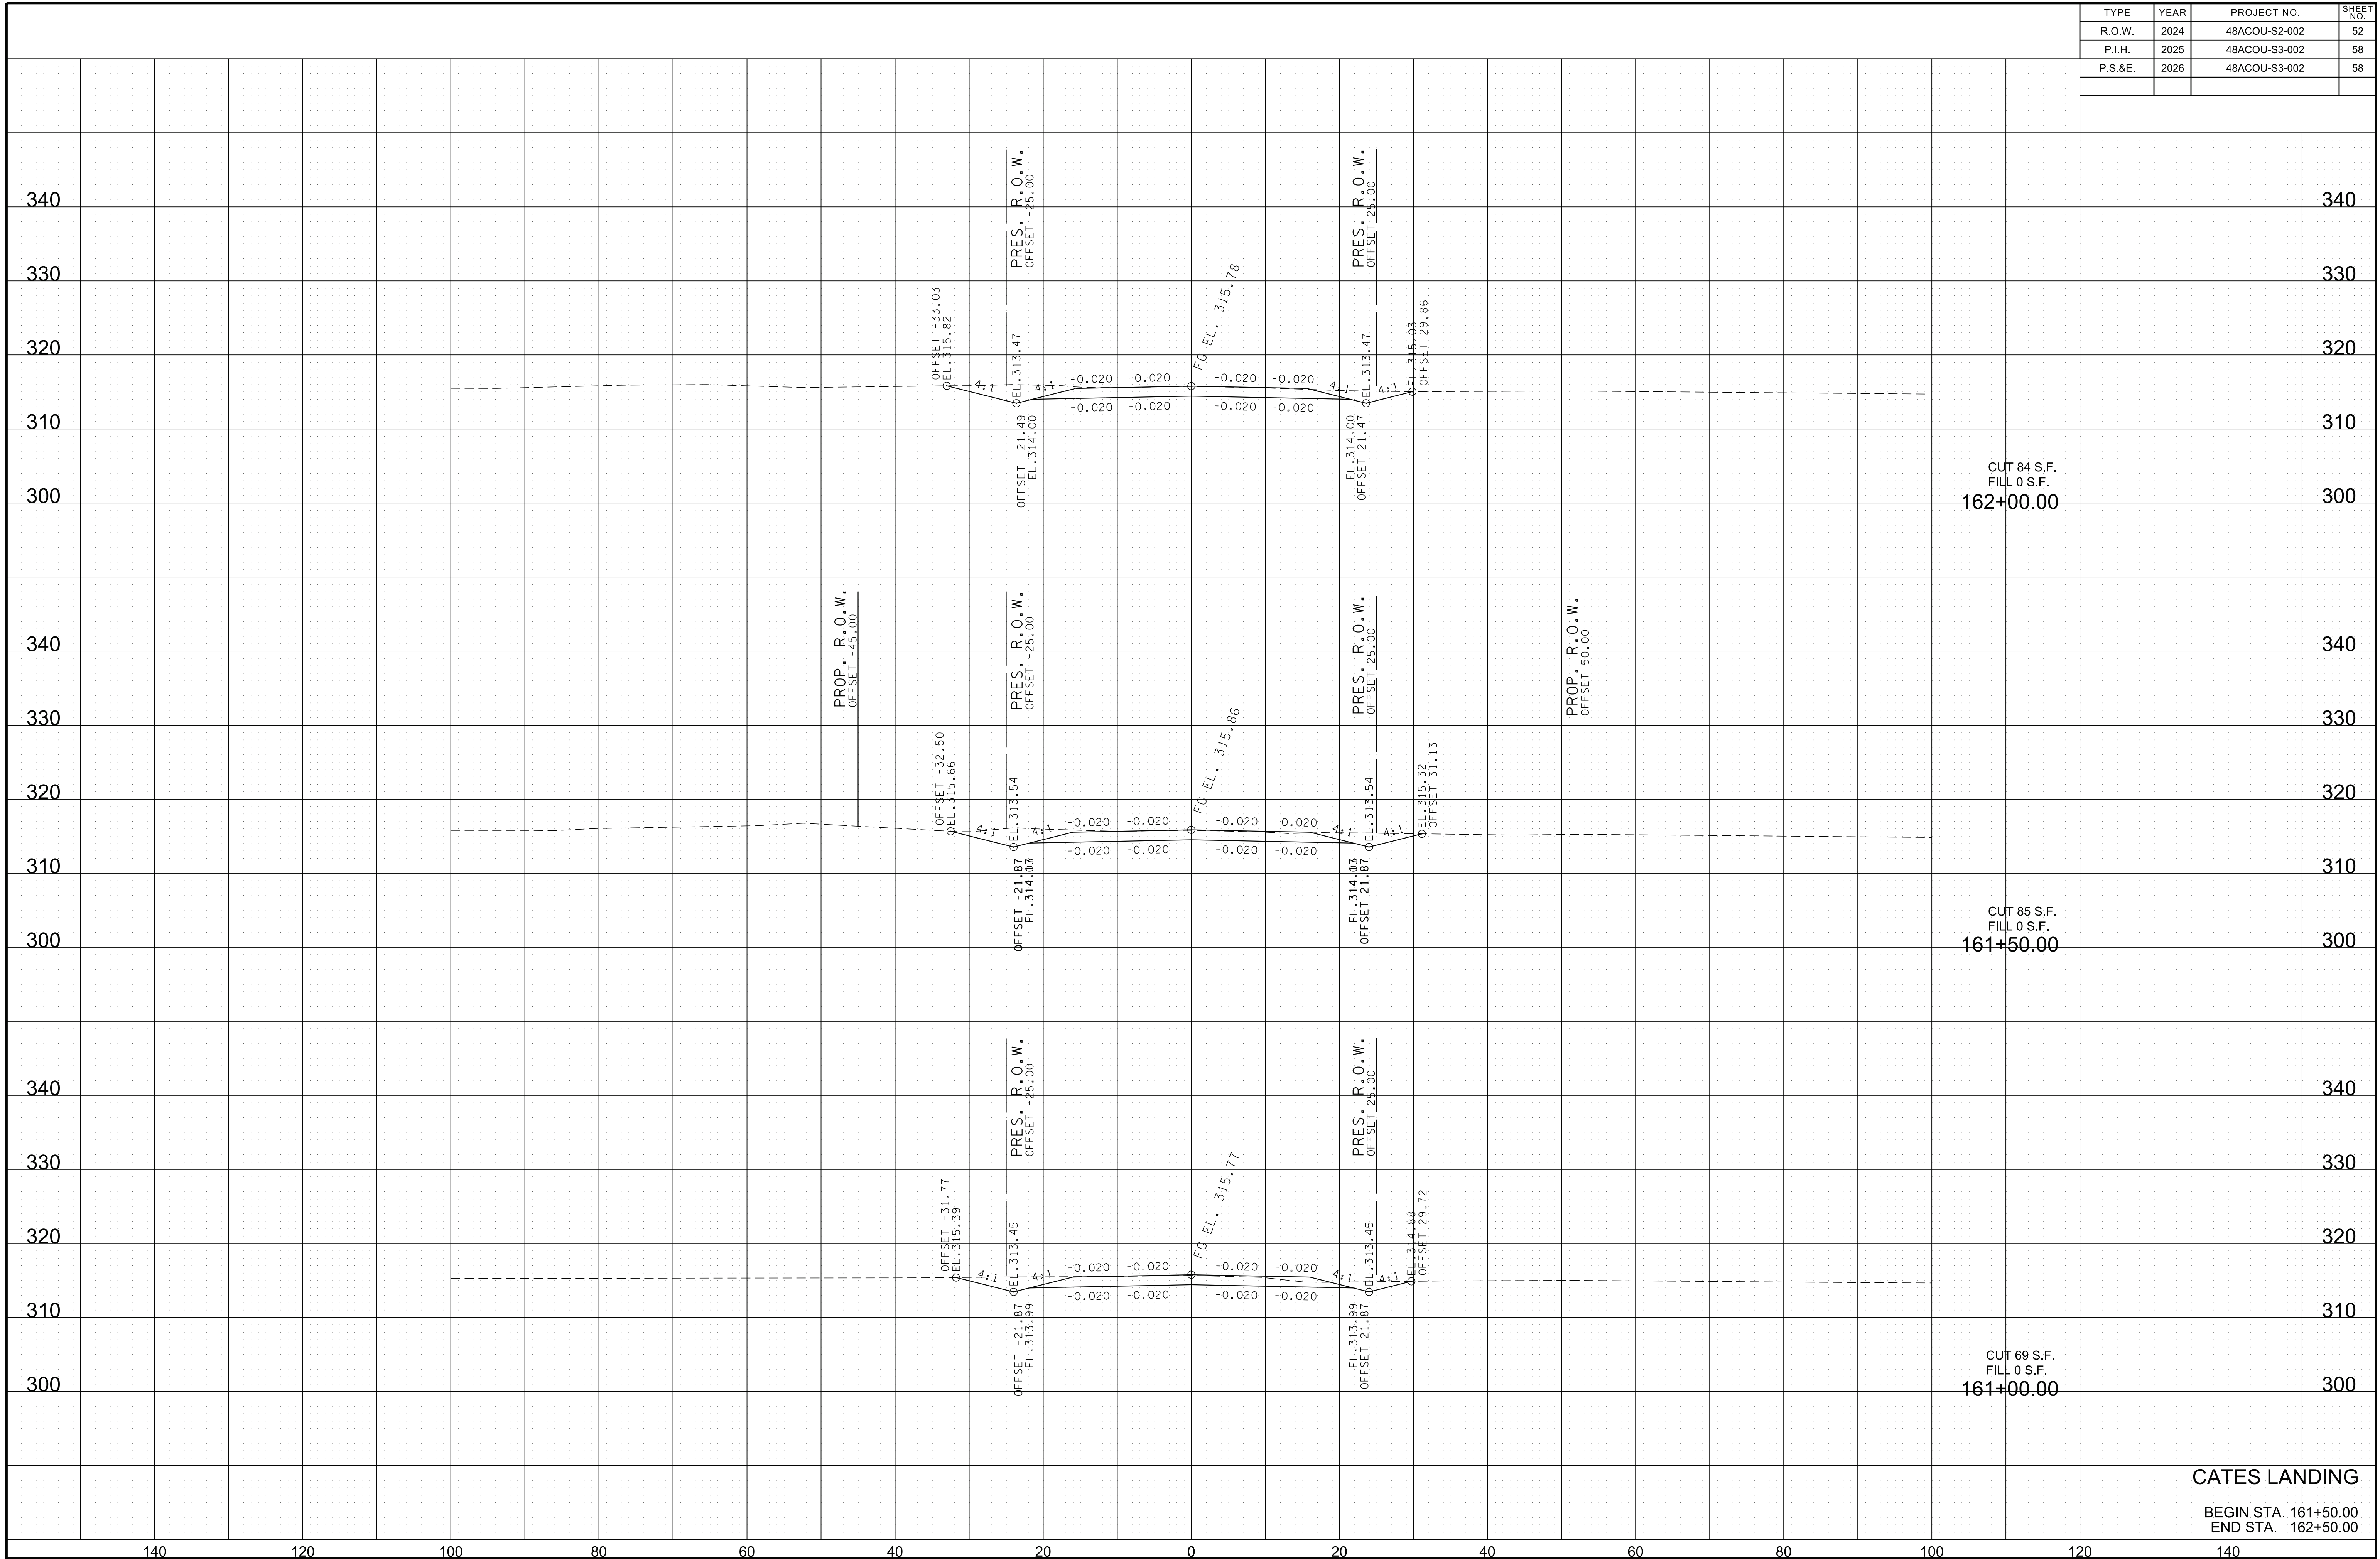 TYPE YEAR PROJECT NO. SHEET NO.
R.O.W. 2024 48ACOU-S2-002 52
P.I.H. 2025 48ACOU-S3-002 58
P.S.&E. 2026 48ACOU-S3-002 58
PRES. R.O.W.
OFFSET -25.00
PRES. R.O.W.
OFFSET 25.00
340 340
330 330
320 320
310 310
300 300
OFFSET -33.03
EL.315.82
EL.313.47
FG EL. 315.78
EL.313.47
EL.315.03
OFFSET 29.86
4:1 4:1 -0.020 -0.020 -0.020 -0.020 4:1 4:1
-0.020 -0.020 -0.020 -0.020
OFFSET -21.49
EL.314.00
EL.314.00
OFFSET 21.47
CUT 84 S.F.
FILL 0 S.F.
162+00.00
PROP. R.O.W.
OFFSET -45.00
PRES. R.O.W.
OFFSET -25.00
PRES. R.O.W.
OFFSET 25.00
PROP. R.O.W.
OFFSET 50.00
340 340
330 330
320 320
310 310
300 300
OFFSET -32.50
EL.315.66
EL.313.54
FG EL. 315.86
EL.313.54
EL.315.32
OFFSET 31.13
4:1 4:1 -0.020 -0.020 -0.020 -0.020 4:1 4:1
-0.020 -0.020 -0.020 -0.020
OFFSET -21.87
OFFSET 21.87
CUT 85 S.F.
FILL 0 S.F.
161+50.00
PRES. R.O.W.
OFFSET -25.00
PRES. R.O.W.
OFFSET 25.00
340 340
330 330
320 320
310 310
300 300
OFFSET -31.77
EL.315.39
EL.313.45
FG EL. 315.77
EL.313.45
EL.314.88
OFFSET 29.72
4:1 4:1 -0.020 -0.020 -0.020 -0.020 4:1 4:1
-0.020 -0.020 -0.020 -0.020
OFFSET -21.87
EL.313.99
EL.313.99
OFFSET 21.87
CUT 69 S.F.
FILL 0 S.F.
161+00.00
CATES LANDING
BEGIN STA. 161+50.00
END STA. 162+50.00
140 120 100 80 60 40 20 0 20 40 60 80 100 120 140